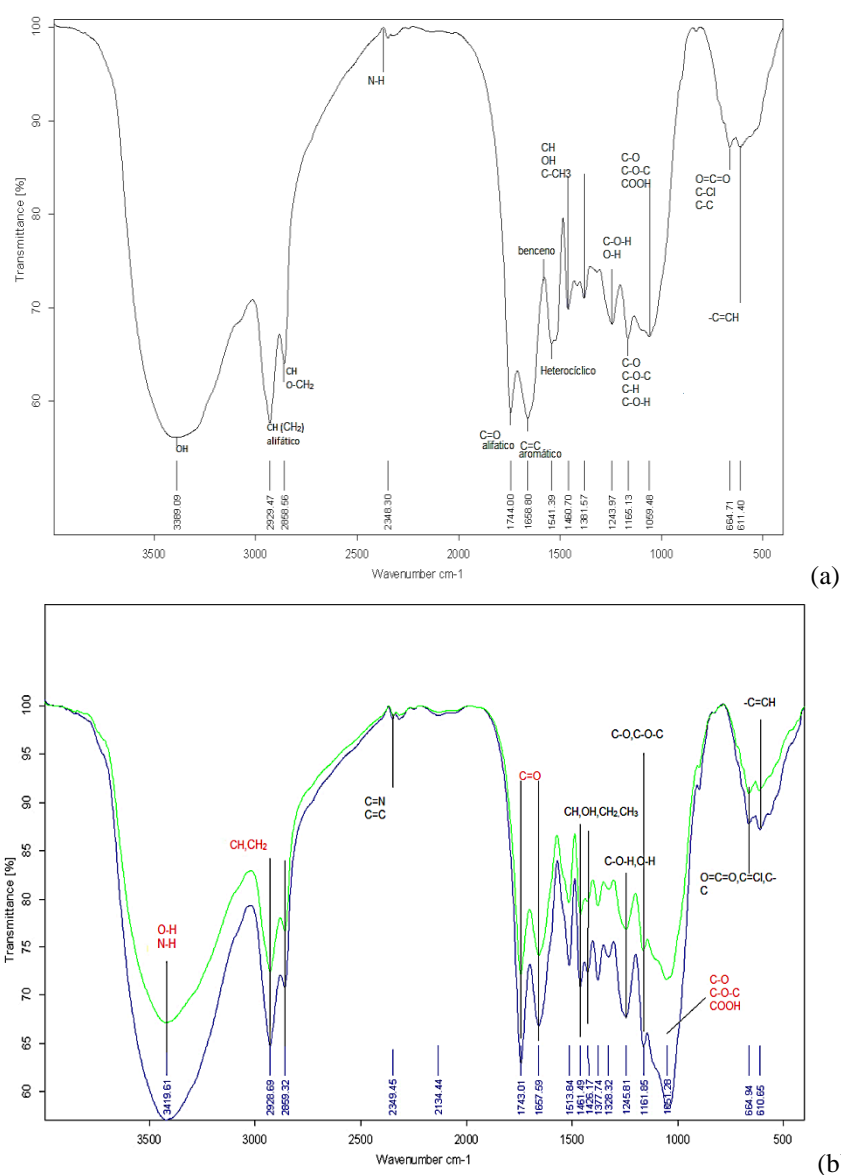 100
90
80
70
60
Transmittance [%]
N-H
CH
OH
C-CH3
C-O
C-O-C
COOH
O=C=O
C-Cl
C-C
benceno
C-O-H
O-H
-C=CH
CH
O-CH2
Heterocíclico
C-O
C-O-C
C-H
C-O-H
OH
CH (CH2)
alifático
C=O
alifatico
C=C
aromático
3389.09
2929.47
2858.56
2348.30
1744.00
1658.80
1541.39
1460.70
1381.57
1243.97
1165.13
1059.48
664.71
611.40
3500 3000 2500 2000 1500 1000 500
Wavenumber cm-1
(a)
100
95
90
85
80
75
70
65
60
Transmittance [%]
-C=CH
C-O,C-O-C
C=O
C=N
C=C
CH,OH,CH2,CH3
CH,CH2
C-O-H,C-H
O=C=O,C=Cl,C-
C
O-H
N-H
C-O
C-O-C
COOH
3419.61
2928.69
2859.32
2349.45
2134.44
1743.01
1657.59
1513.84
1461.49
1426.17
1377.74
1328.32
1245.81
1161.85
1051.28
664.94
610.65
3500 3000 2500 2000 1500 1000 500
Wavenumber cm-1
(b